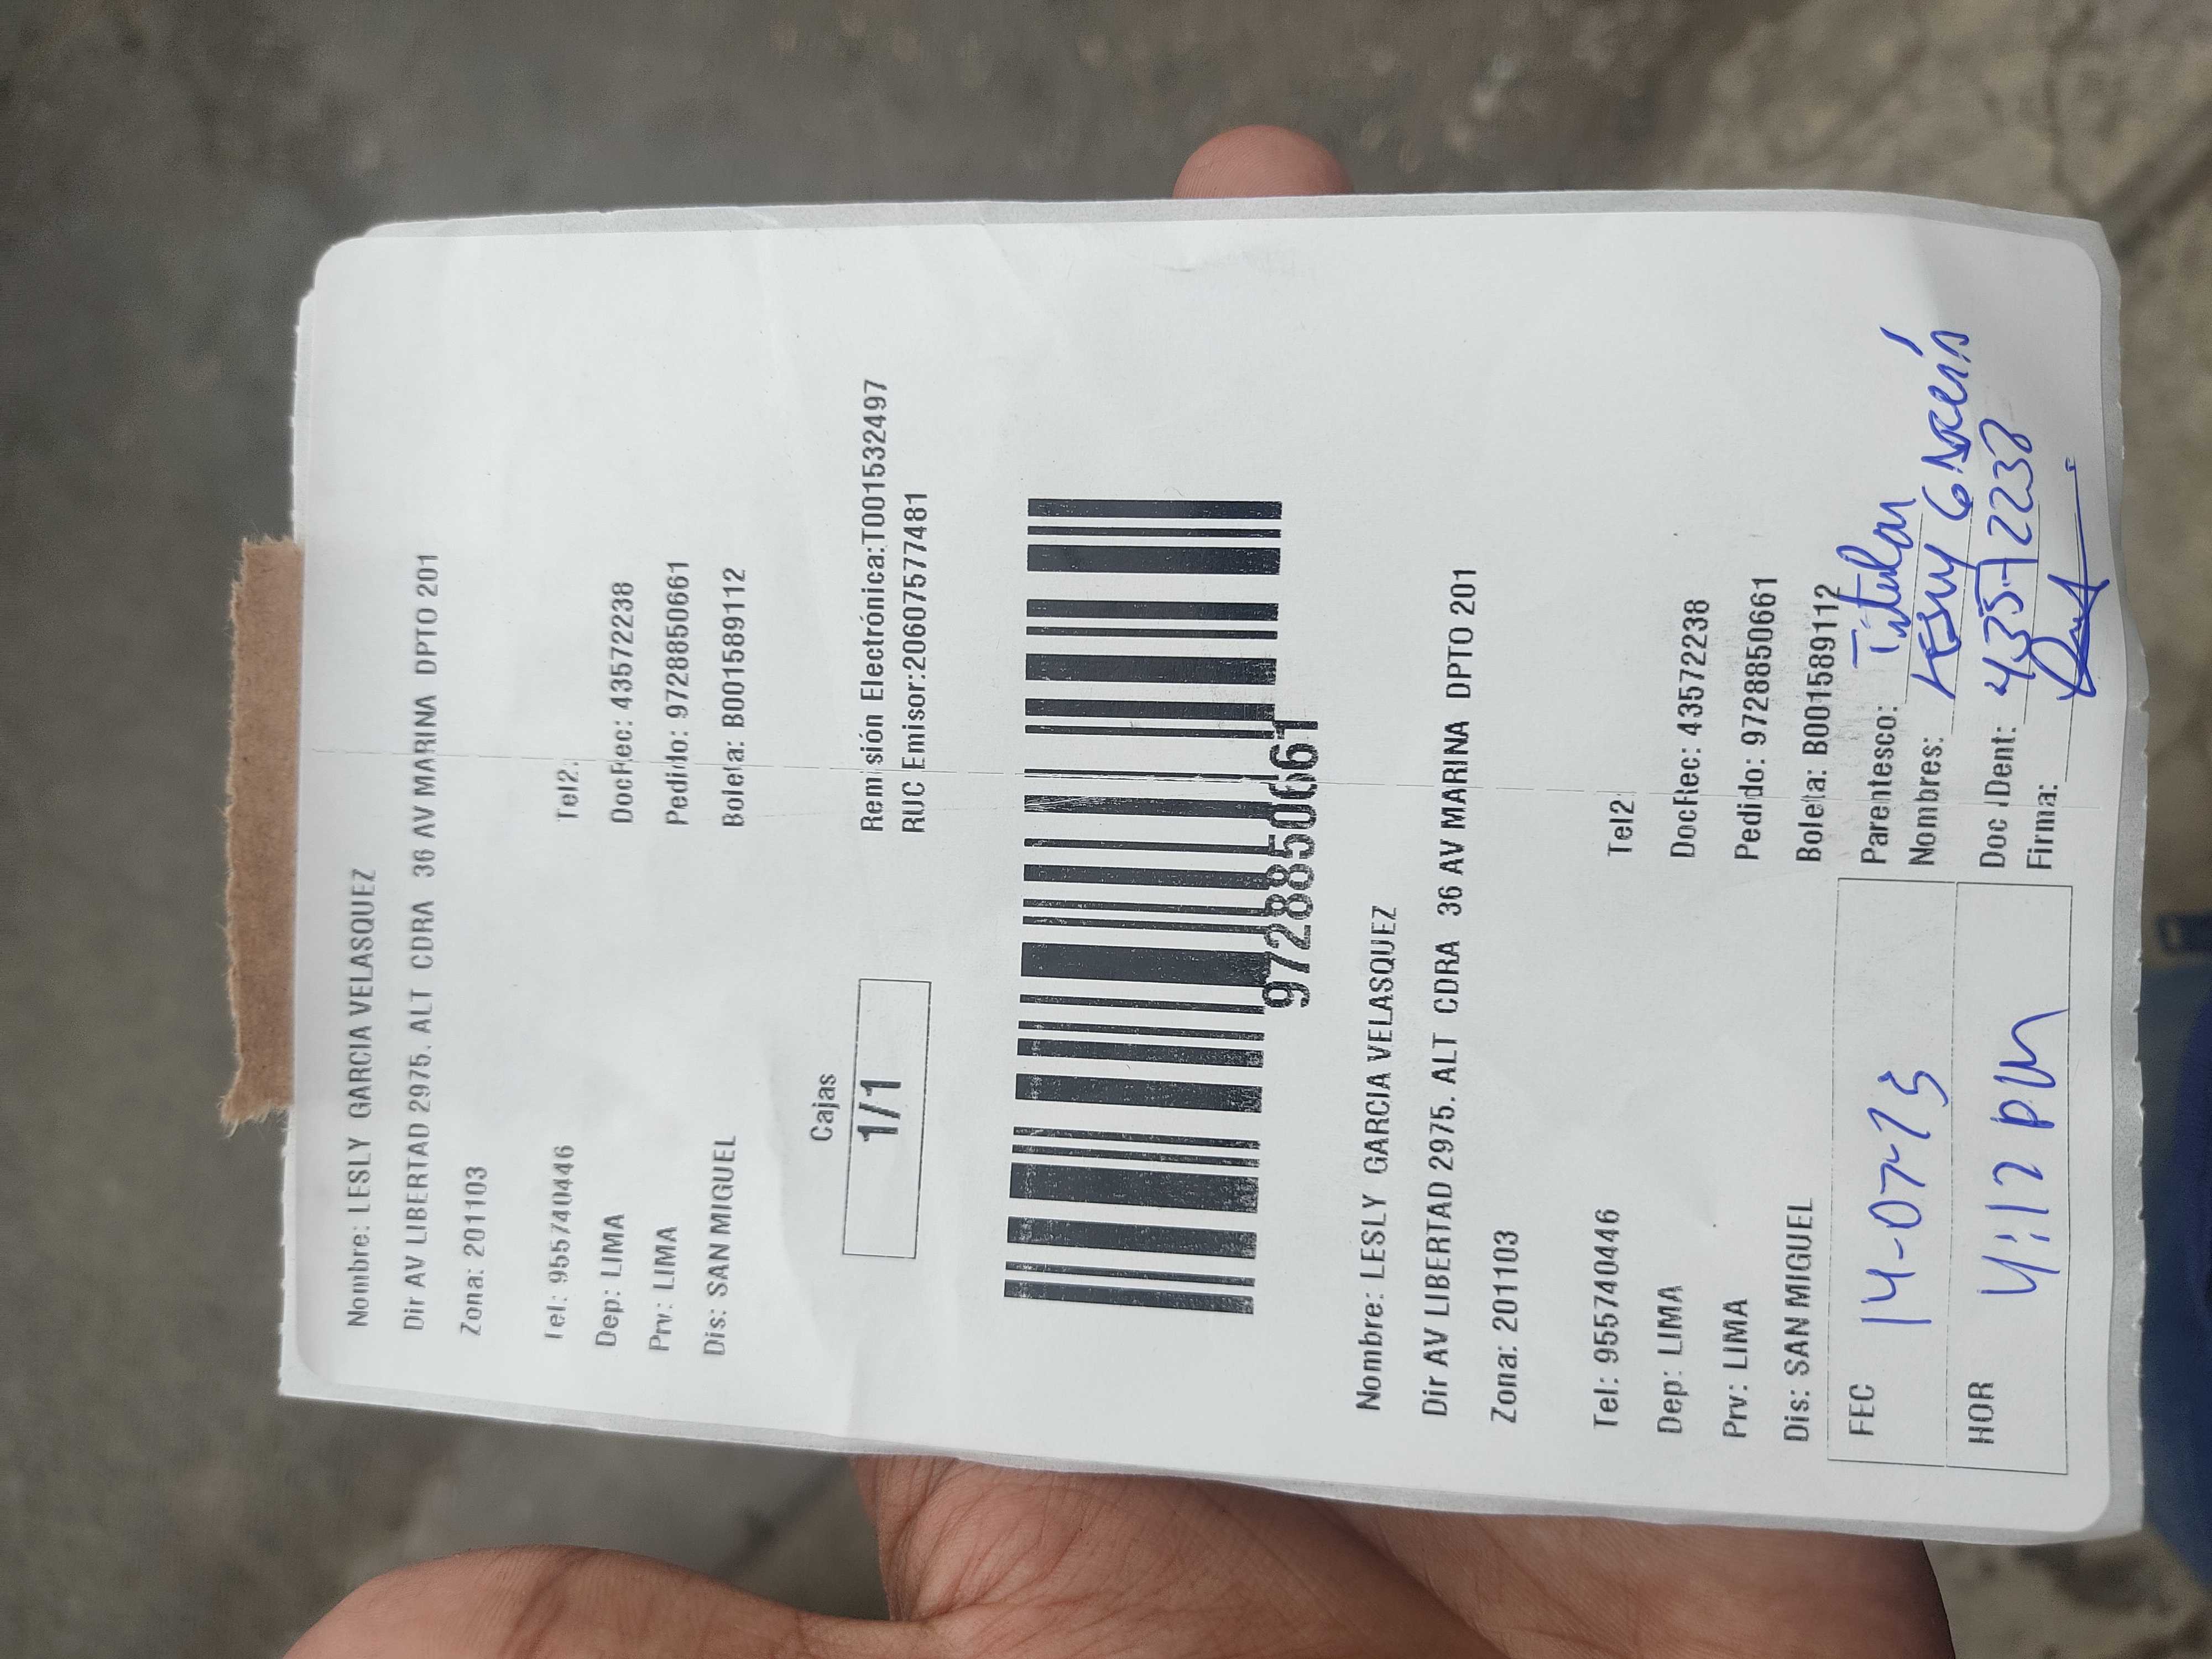 Nombre: LESLY GARCIA VELASQUEZ
Dir AV LIBERTAD 2975. ALT CDRA 36 AV MARINA DPTO 201
Zona: 201103
Tel: 955740446 Tel2:
Dep: LIMA DocRec: 43572238
Prv: LIMA Pedido: 97288850661
Dis: SAN MIGUEL Boleta: B001589112
Cajas
1/1
Remisión Electrónica:T001532497
RUC Emisor:20607577481
9728850661
Nombre: LESLY GARCIA VELASQUEZ
Dir AV LIBERTAD 2975. ALT CDRA 36 AV MARINA DPTO 201
Zona: 201103
Tel: 955740446 Tel2
Dep: LIMA DocRec: 43572238
Prv: LIMA Pedido: 9728850661
Dis: SAN MIGUEL Boleta: B001589112
FEC 14-07-25 Parentesco: Titular
Nombres: Lesly García
HOR 4:12 PM Doc IDent: 43572238
Firma: